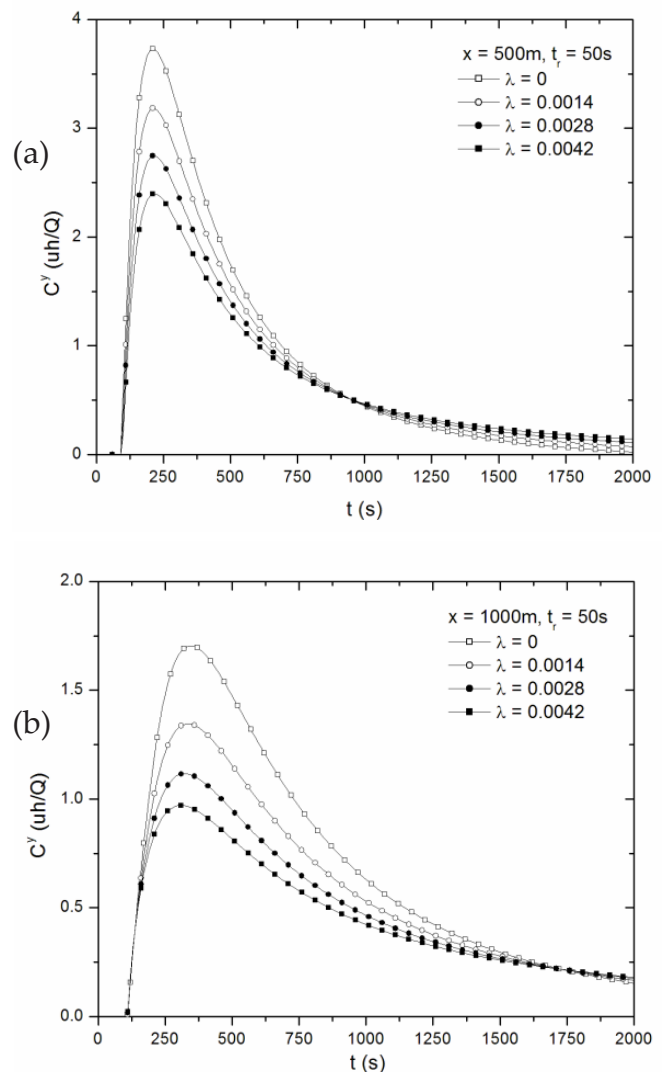 (a)
x = 500m, t_r = 50s
λ = 0
λ = 0.0014
λ = 0.0028
λ = 0.0042
4
3
2
1
0
C^y (uh/Q)
0 250 500 750 1000 1250 1500 1750 2000
t (s)
(b)
x = 1000m, t_r = 50s
λ = 0
λ = 0.0014
λ = 0.0028
λ = 0.0042
2.0
1.5
1.0
0.5
0.0
C^y (uh/Q)
0 250 500 750 1000 1250 1500 1750 2000
t (s)